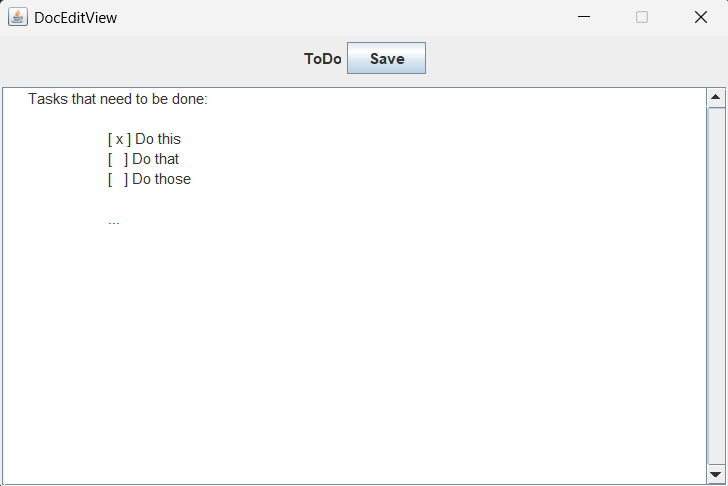 DocEditView
ToDo Save
Tasks that need to be done:
[ x ] Do this
[   ] Do that
[   ] Do those
...